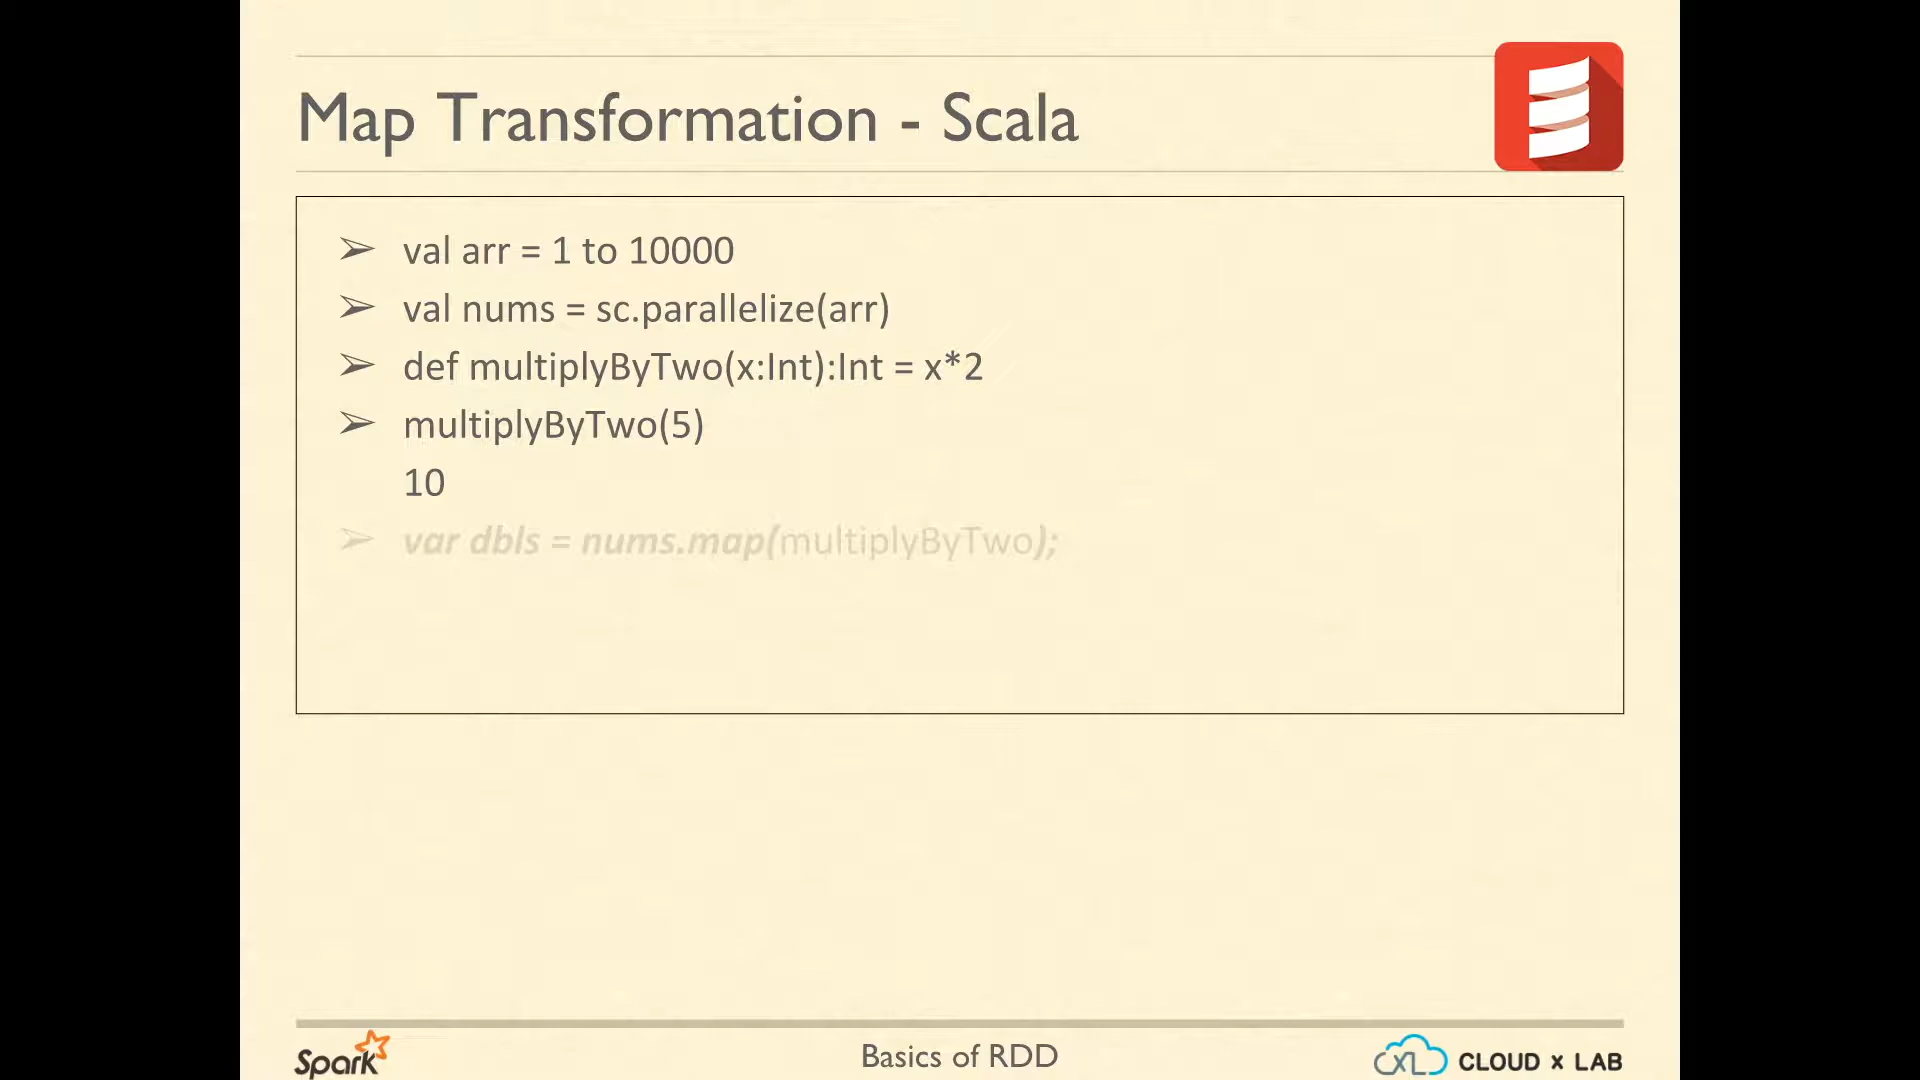 Map Transformation - Scala
➢ val arr = 1 to 10000
➢ val nums = sc.parallelize(arr)
➢ def multiplyByTwo(x:Int):Int = x*2
➢ multiplyByTwo(5)
10
➢ var dbls = nums.map(multiplyByTwo);
Spark
Basics of RDD
CXL CLOUD x LAB